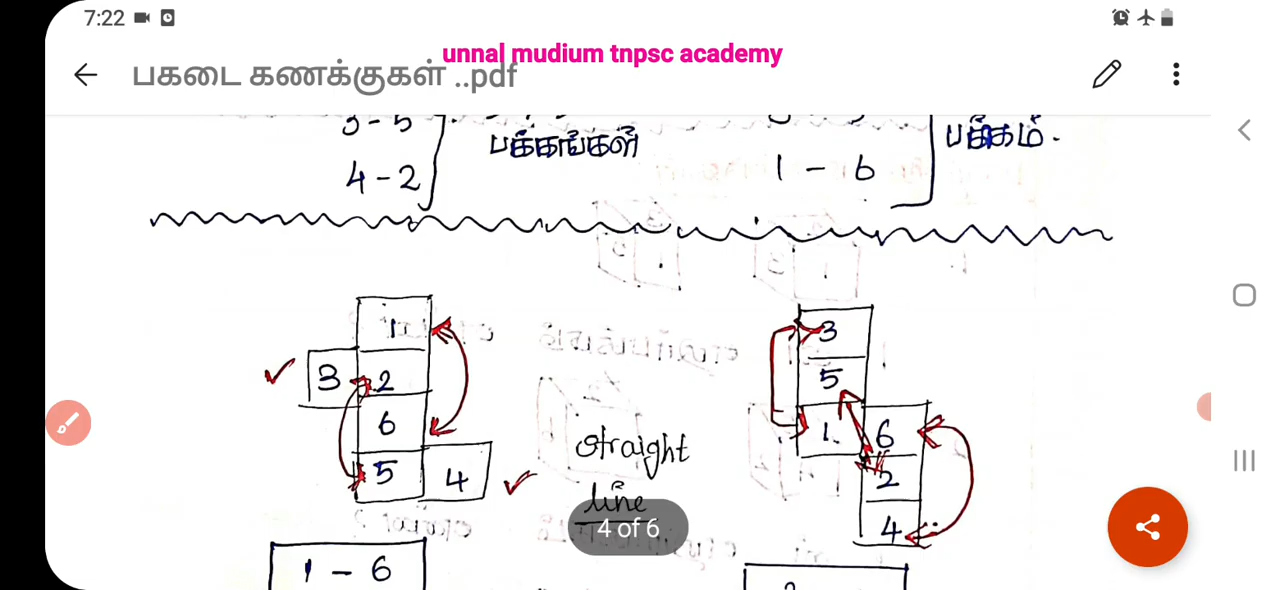 7:22
unnal mudium tnpsc academy
பகடை கணக்குகள் ..pdf
3 - 5
4 - 2
பக்கங்கள்
1 - 6
பக்கம்.
1
3 2
6
5 4
straight
line
3
5
1 6
2
4
4 of 6
1 - 6